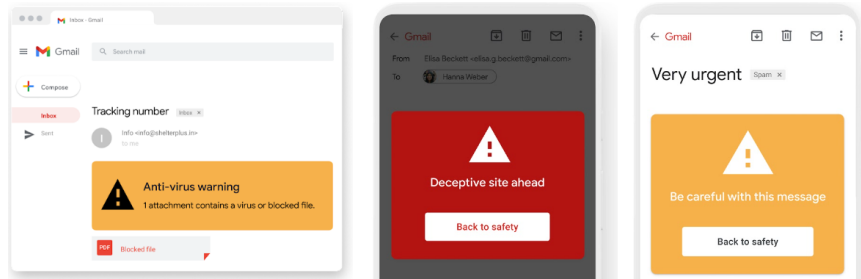 Inbox - Gmail
Gmail
Search mail
Compose
Inbox
Sent
Tracking number
Inbox ×
I
Info <info@shelterplus.in>
to me
Anti-virus warning
1 attachment contains a virus or blocked file.
PDF
Blocked file
Gmail
From Elisa Beckett <elisa.g.beckett@gmail.com>
To Hanna Weber
Deceptive site ahead
Back to safety
Gmail
Very urgent
Spam ×
Be careful with this message
Back to safety